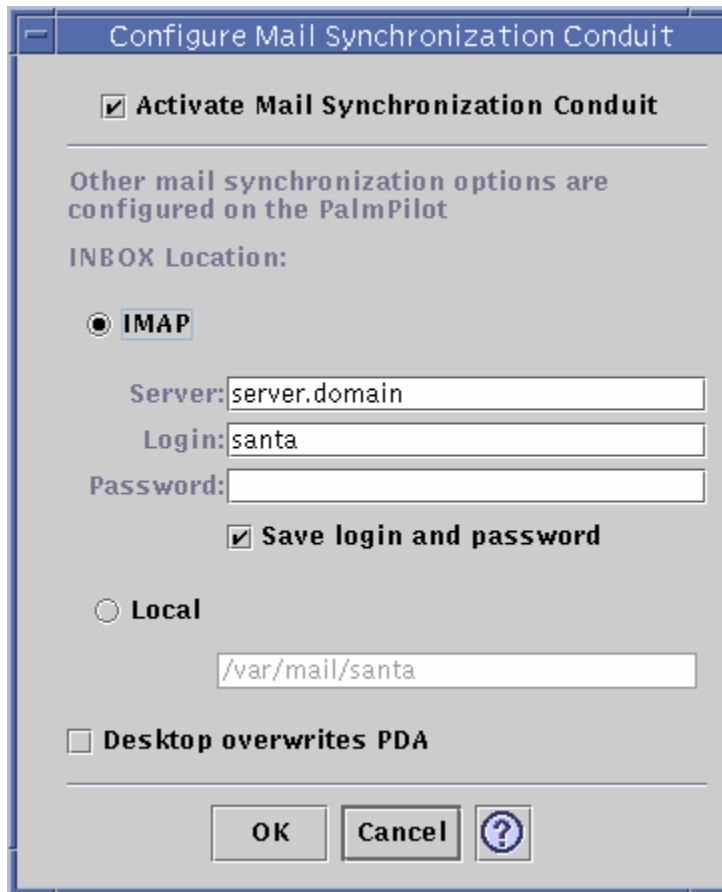 Configure Mail Synchronization Conduit
Activate Mail Synchronization Conduit
Other mail synchronization options are
configured on the PalmPilot
INBOX Location:
IMAP
Server: server.domain
Login: santa
Password:
Save login and password
Local
/var/mail/santa
Desktop overwrites PDA
OK Cancel ?